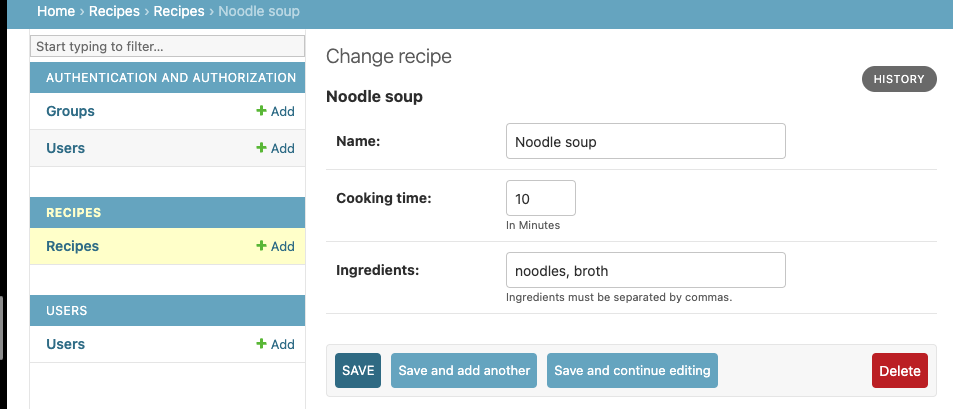 Home › Recipes › Recipes › Noodle soup
Start typing to filter...
AUTHENTICATION AND AUTHORIZATION
Groups + Add
Users + Add
RECIPES
Recipes + Add
USERS
Users + Add
Change recipe
HISTORY
Noodle soup
Name: Noodle soup
Cooking time: 10
In Minutes
Ingredients: noodles, broth
Ingredients must be separated by commas.
SAVE Save and add another Save and continue editing Delete